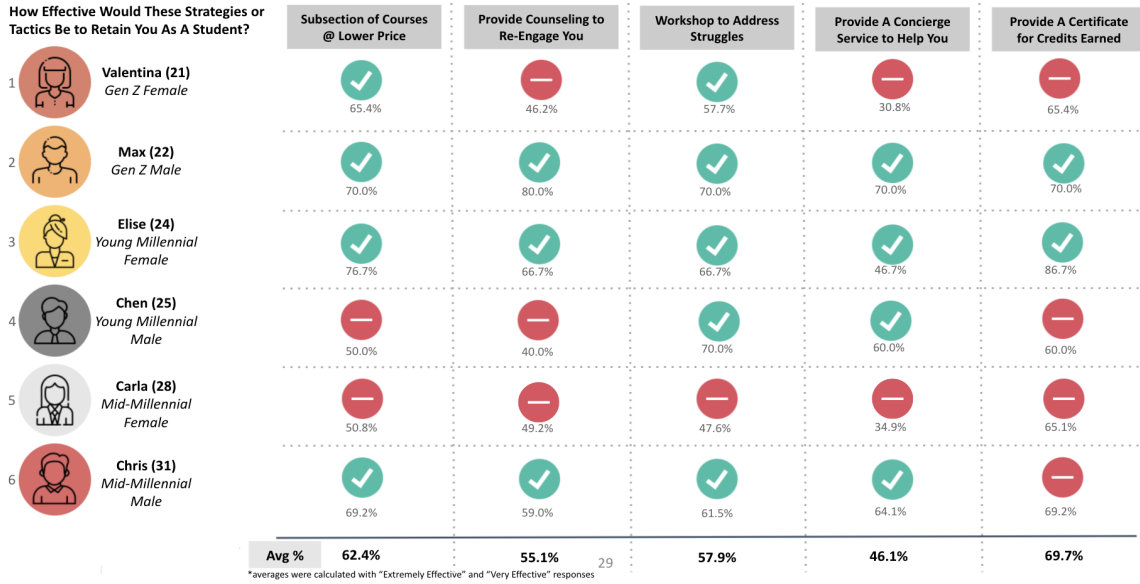 How Effective Would These Strategies or
Tactics Be to Retain You As A Student?
Subsection of Courses
@ Lower Price
Provide Counseling to
Re-Engage You
Workshop to Address
Struggles
Provide A Concierge
Service to Help You
Provide A Certificate
for Credits Earned
1
Valentina (21)
Gen Z Female
65.4%
46.2%
57.7%
30.8%
65.4%
2
Max (22)
Gen Z Male
70.0%
80.0%
70.0%
70.0%
70.0%
3
Elise (24)
Young Millennial
Female
76.7%
66.7%
66.7%
46.7%
86.7%
4
Chen (25)
Young Millennial
Male
50.0%
40.0%
70.0%
60.0%
60.0%
5
Carla (28)
Mid-Millennial
Female
50.8%
49.2%
47.6%
34.9%
65.1%
6
Chris (31)
Mid-Millennial
Male
69.2%
59.0%
61.5%
64.1%
69.2%
Avg %
62.4%
55.1%
57.9%
46.1%
69.7%
29
*averages were calculated with “Extremely Effective” and “Very Effective” responses